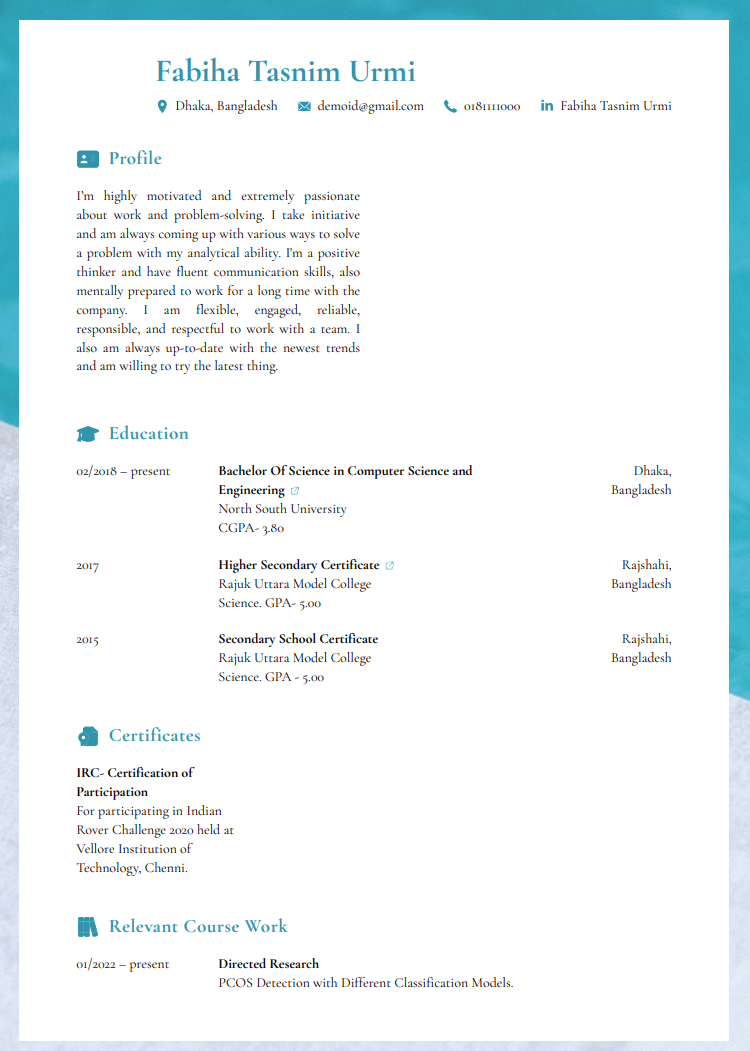 Fabiha Tasnim Urmi
Dhaka, Bangladesh demoid@gmail.com 0181111000 Fabiha Tasnim Urmi
Profile
I'm highly motivated and extremely passionate
about work and problem-solving. I take initiative
and am always coming up with various ways to solve
a problem with my analytical ability. I'm a positive
thinker and have fluent communication skills, also
mentally prepared to work for a long time with the
company. I am flexible, engaged, reliable,
responsible, and respectful to work with a team. I
also am always up-to-date with the newest trends
and am willing to try the latest thing.
Education
02/2018 – present Bachelor Of Science in Computer Science and Dhaka,
Engineering Bangladesh
North South University
CGPA- 3.80
2017 Higher Secondary Certificate Rajshahi,
Rajuk Uttara Model College Bangladesh
Science. GPA- 5.00
2015 Secondary School Certificate Rajshahi,
Rajuk Uttara Model College Bangladesh
Science. GPA - 5.00
Certificates
IRC- Certification of
Participation
For participating in Indian
Rover Challenge 2020 held at
Vellore Institution of
Technology, Chenni.
Relevant Course Work
01/2022 – present Directed Research
PCOS Detection with Different Classification Models.